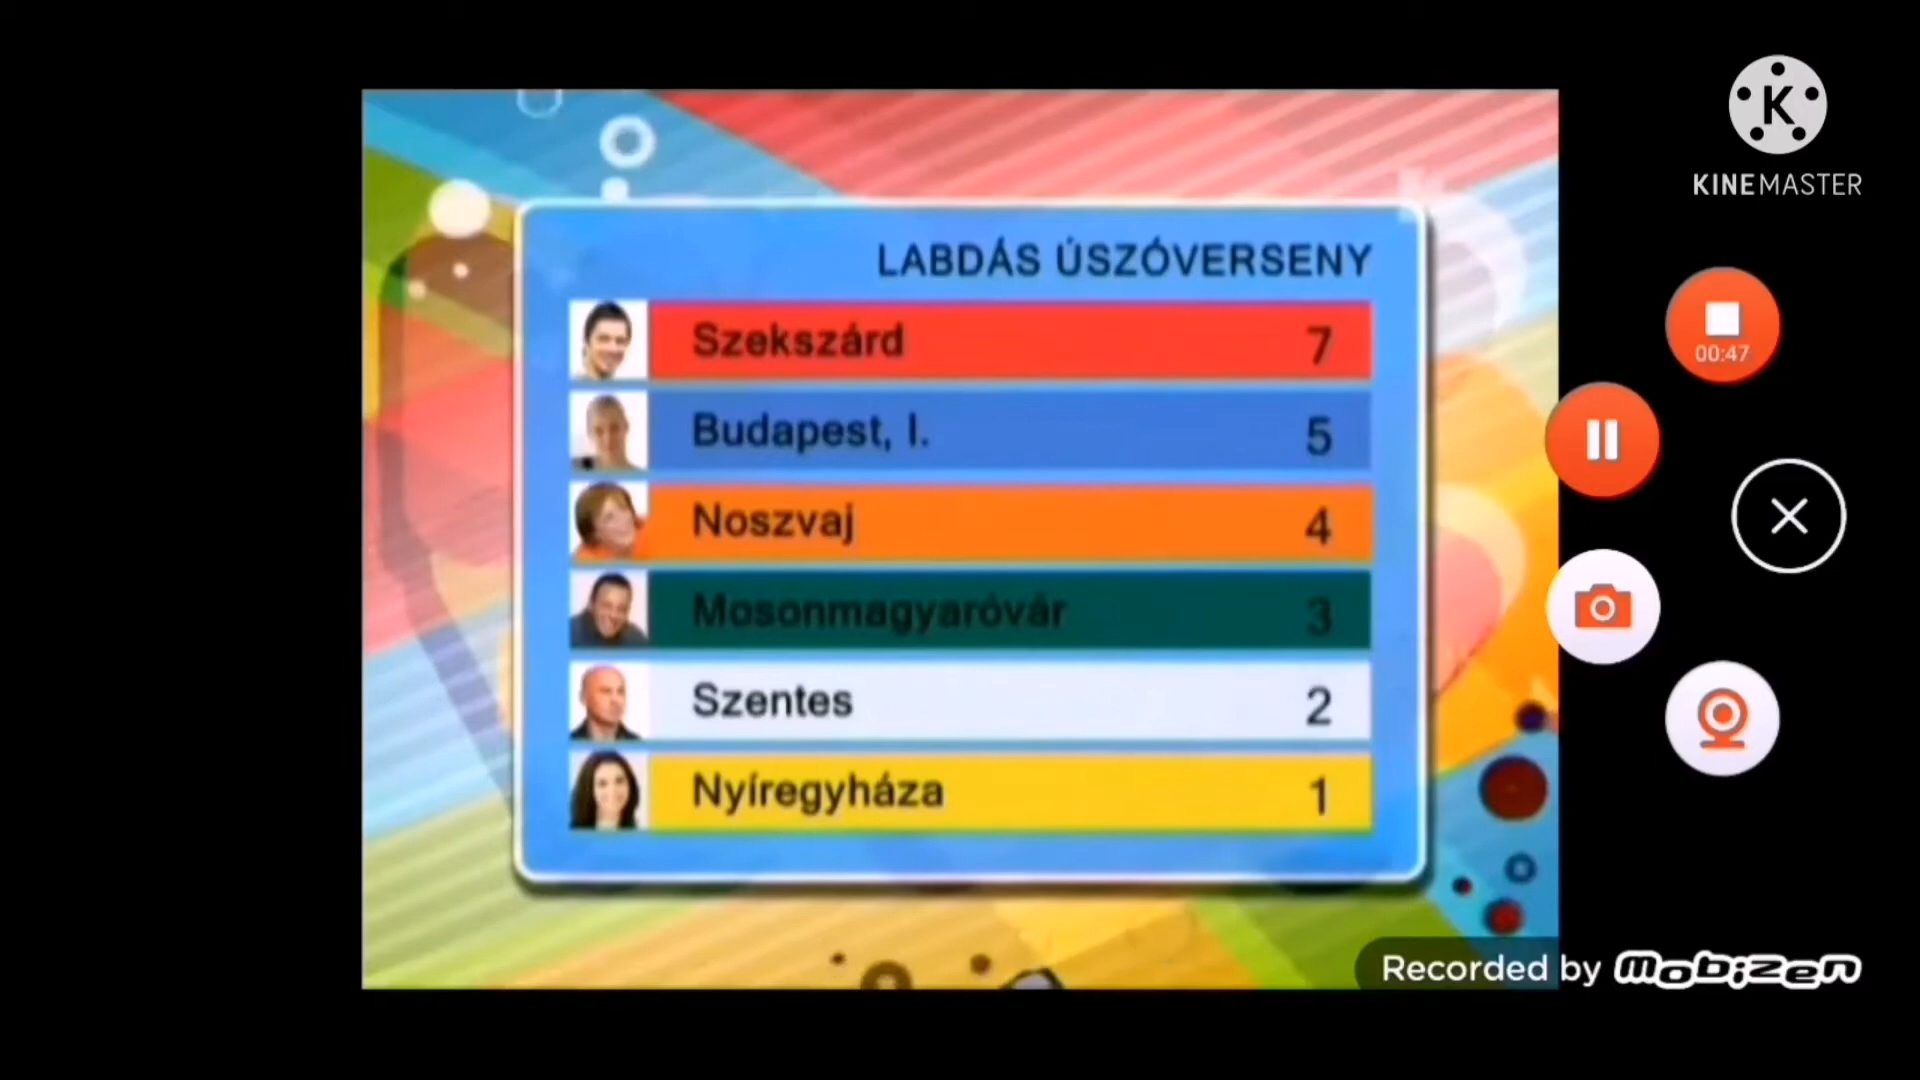 KINEMASTER
LABDÁS ÚSZÓVERSENY
Szekszárd 7
00:47
Budapest, I. 5
Noszvaj 4
Mosonmagyaróvár 3
Szentes 2
Nyíregyháza 1
Recorded by mobizen